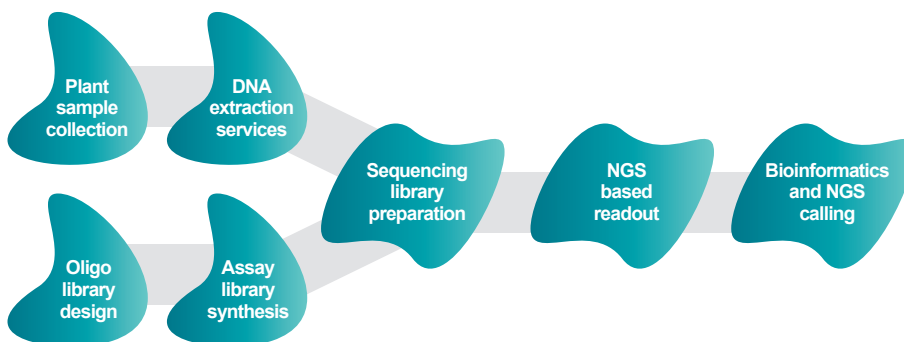 Plant
sample
collection
DNA
extraction
services
Oligo
library
design
Assay
library
synthesis
Sequencing
library
preparation
NGS
based
readout
Bioinformatics
and NGS
calling